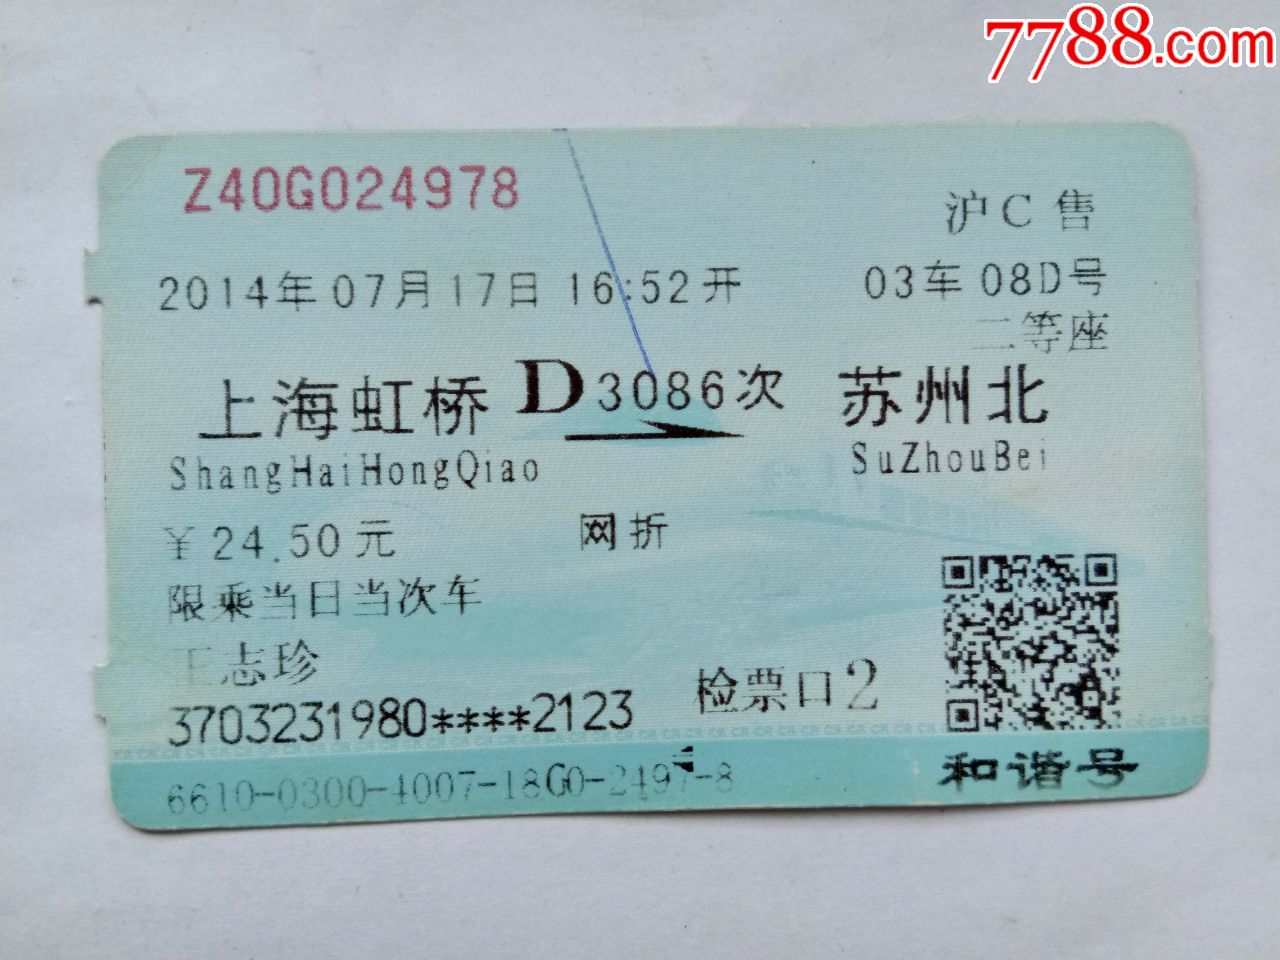 7788.com
Z40G024978
沪C售
2014年07月17日 16:52开
03车08D号
二等座
上海虹桥 D3086次 苏州北
ShangHaiHongQiao
SuZhouBei
￥24.50元
网折
限乘当日当次车
王志珍
检票口2
3703231980****2123
6610-0300-4007-18G0-2497-8
和谐号